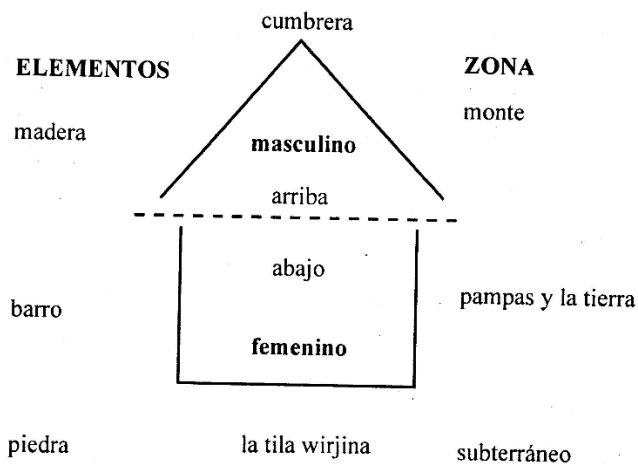 cumbrera
ELEMENTOS
ZONA
madera
monte
masculino
arriba
abajo
barro
pampas y la tierra
femenino
piedra
la tila wirjina
subterráneo